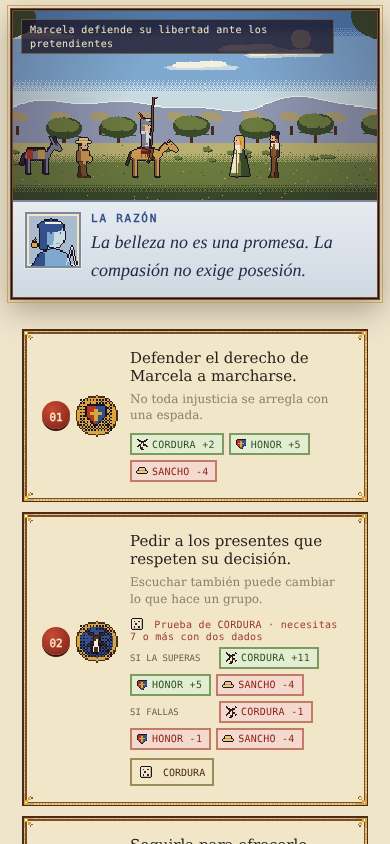 Marcela defiende su libertad ante los
pretendientes
LA RAZÓN
La belleza no es una promesa. La
compasión no exige posesión.
01
Defender el derecho de
Marcela a marcharse.
No toda injusticia se arregla con
una espada.
CORDURA +2
HONOR +5
SANCHO -4
02
Pedir a los presentes que
respeten su decisión.
Escuchar también puede cambiar
lo que hace un grupo.
Prueba de CORDURA · necesitas
7 o más con dos dados
SI LA SUPERAS
CORDURA +11
HONOR +5
SANCHO -4
SI FALLAS
CORDURA -1
HONOR -1
SANCHO -4
CORDURA